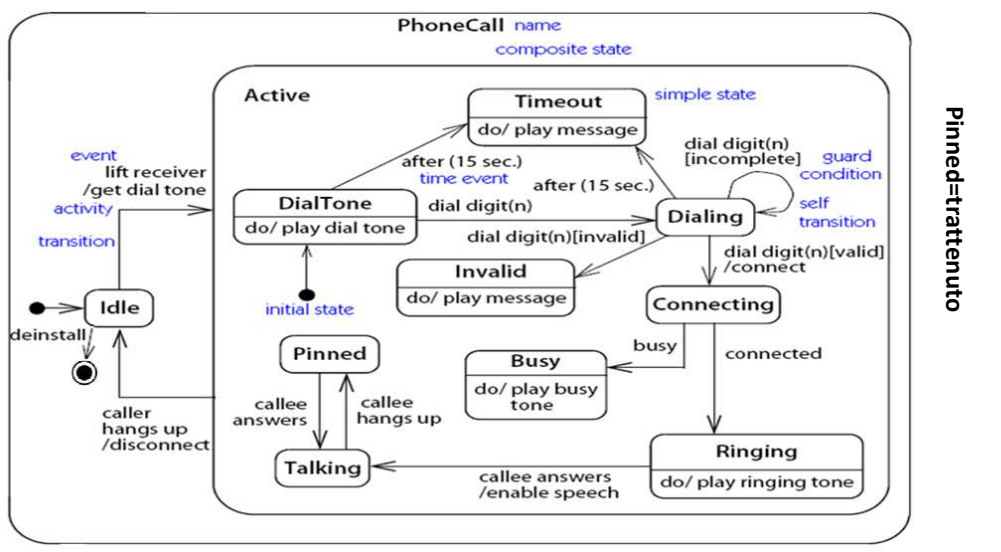 PhoneCall name
composite state
Active
Timeout
do/ play message
simple state
dial digit(n)
[incomplete]
guard
condition
self
transition
event
lift receiver
/get dial tone
activity
transition
after (15 sec.)
time event
after (15 sec.)
DialTone
do/ play dial tone
dial digit(n)
Dialing
dial digit(n)[invalid]
dial digit(n)[valid]
/connect
Invalid
do/ play message
initial state
Idle
deinstall
Connecting
Pinned
busy
connected
Busy
do/ play busy
tone
callee
answers
callee
hangs up
caller
hangs up
/disconnect
Talking
callee answers
/enable speech
Ringing
do/ play ringing tone
Pinned=trattenuto